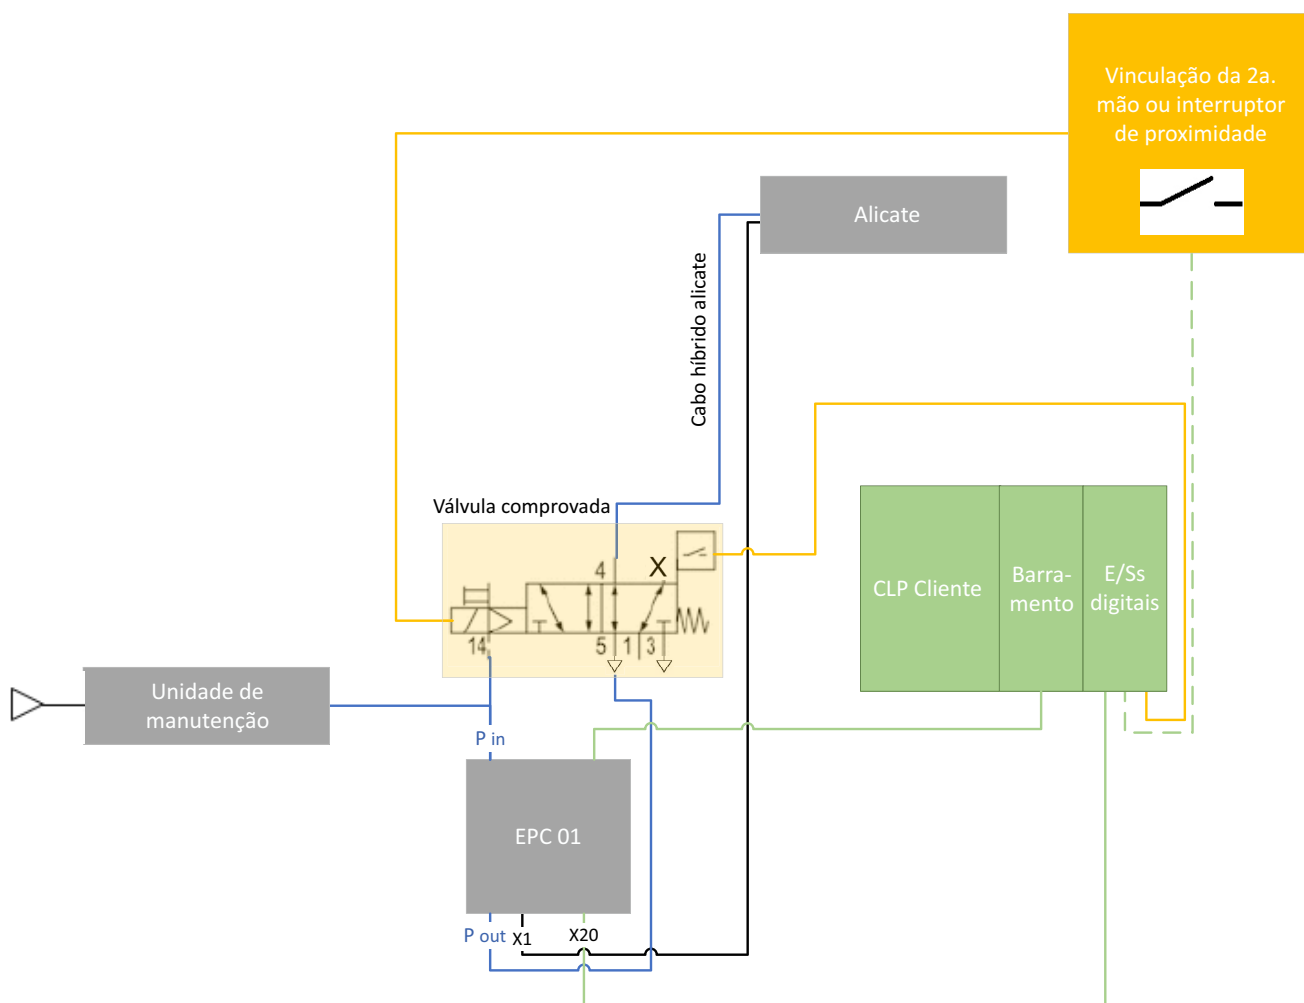 Vinculação da 2a.
mão ou interruptor
de proximidade
Alicate
Cabo híbrido alicate
Válvula comprovada
4
X
14
5
1
3
CLP Cliente
Barra-
mento
E/Ss
digitais
Unidade de
manutenção
P in
EPC 01
P out
X1
X20